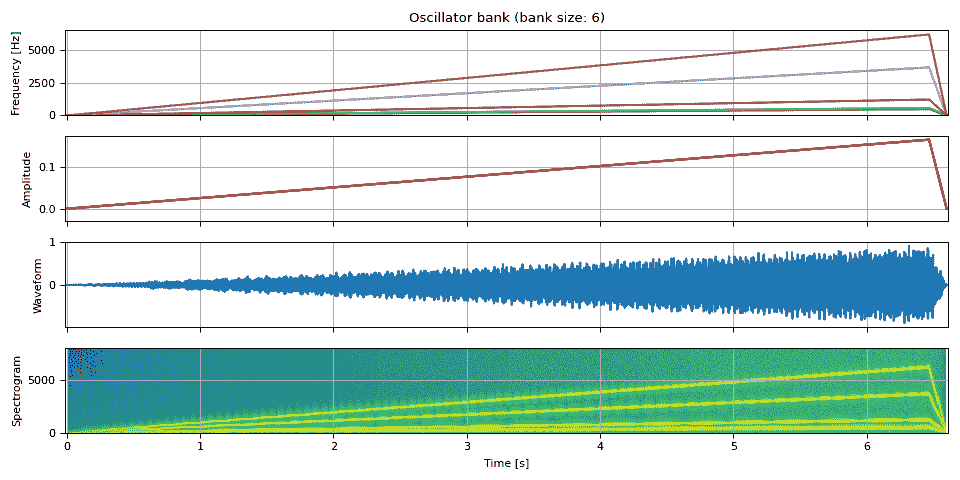 Oscillator bank (bank size: 6)
Frequency [Hz]
5000
2500
0
Amplitude
0.1
0.0
Waveform
1
0
Spectrogram
5000
0
0 1 2 3 4 5 6
Time [s]